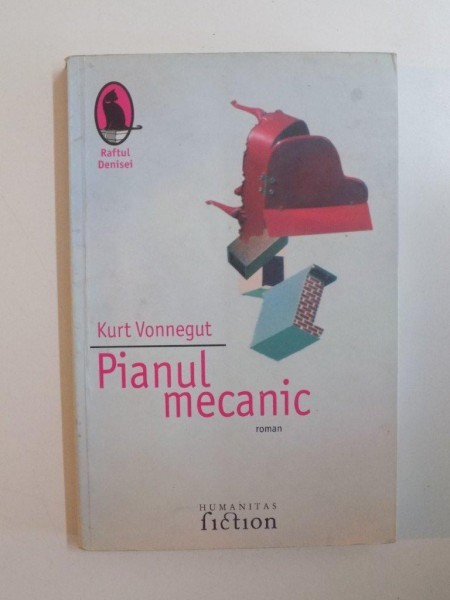 Raftul
Denisei
Kurt Vonnegut
Pianul
mecanic
roman
HUMANITAS
fiction